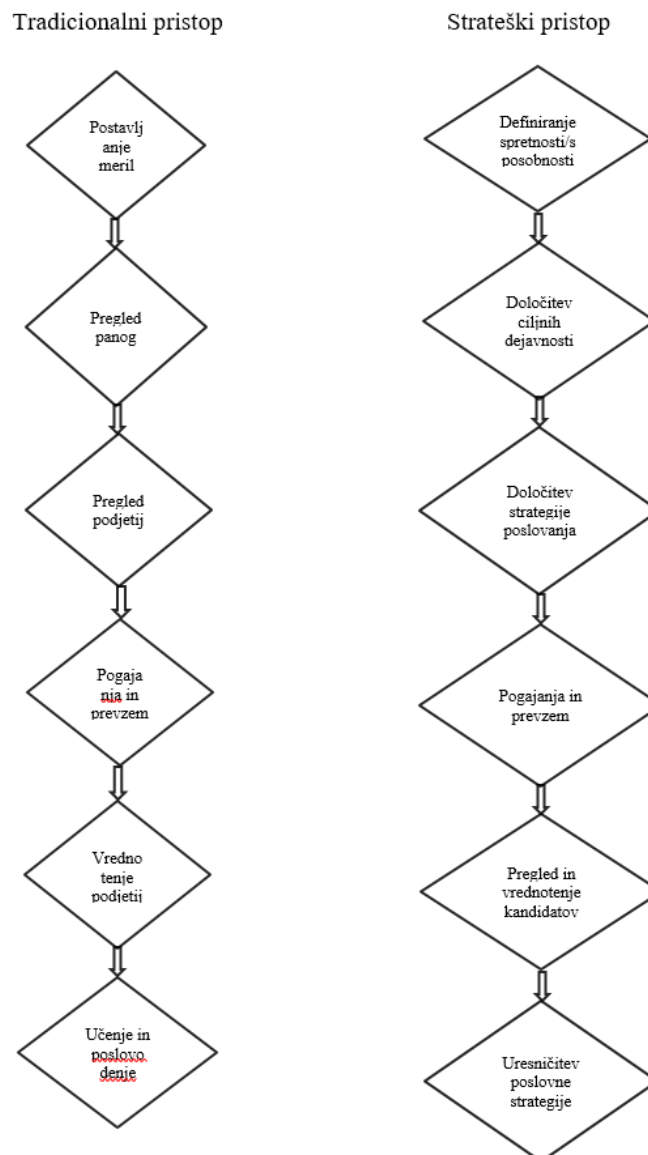 Tradicionalni pristop
Postavlj
anje
meril
Pregled
panog
Pregled
podjetij
Pogaja
nja in
prevzem
Vredno
tenje
podjetij
Učenje in
poslovo
denje
Strateški pristop
Definiranje
spretnosti/s
posobnosti
Določitev
ciljnih
dejavnosti
Določitev
strategije
poslovanja
Pogajanja in
prevzem
Pregled in
vrednotenje
kandidatov
Uresničitev
poslovne
strategije